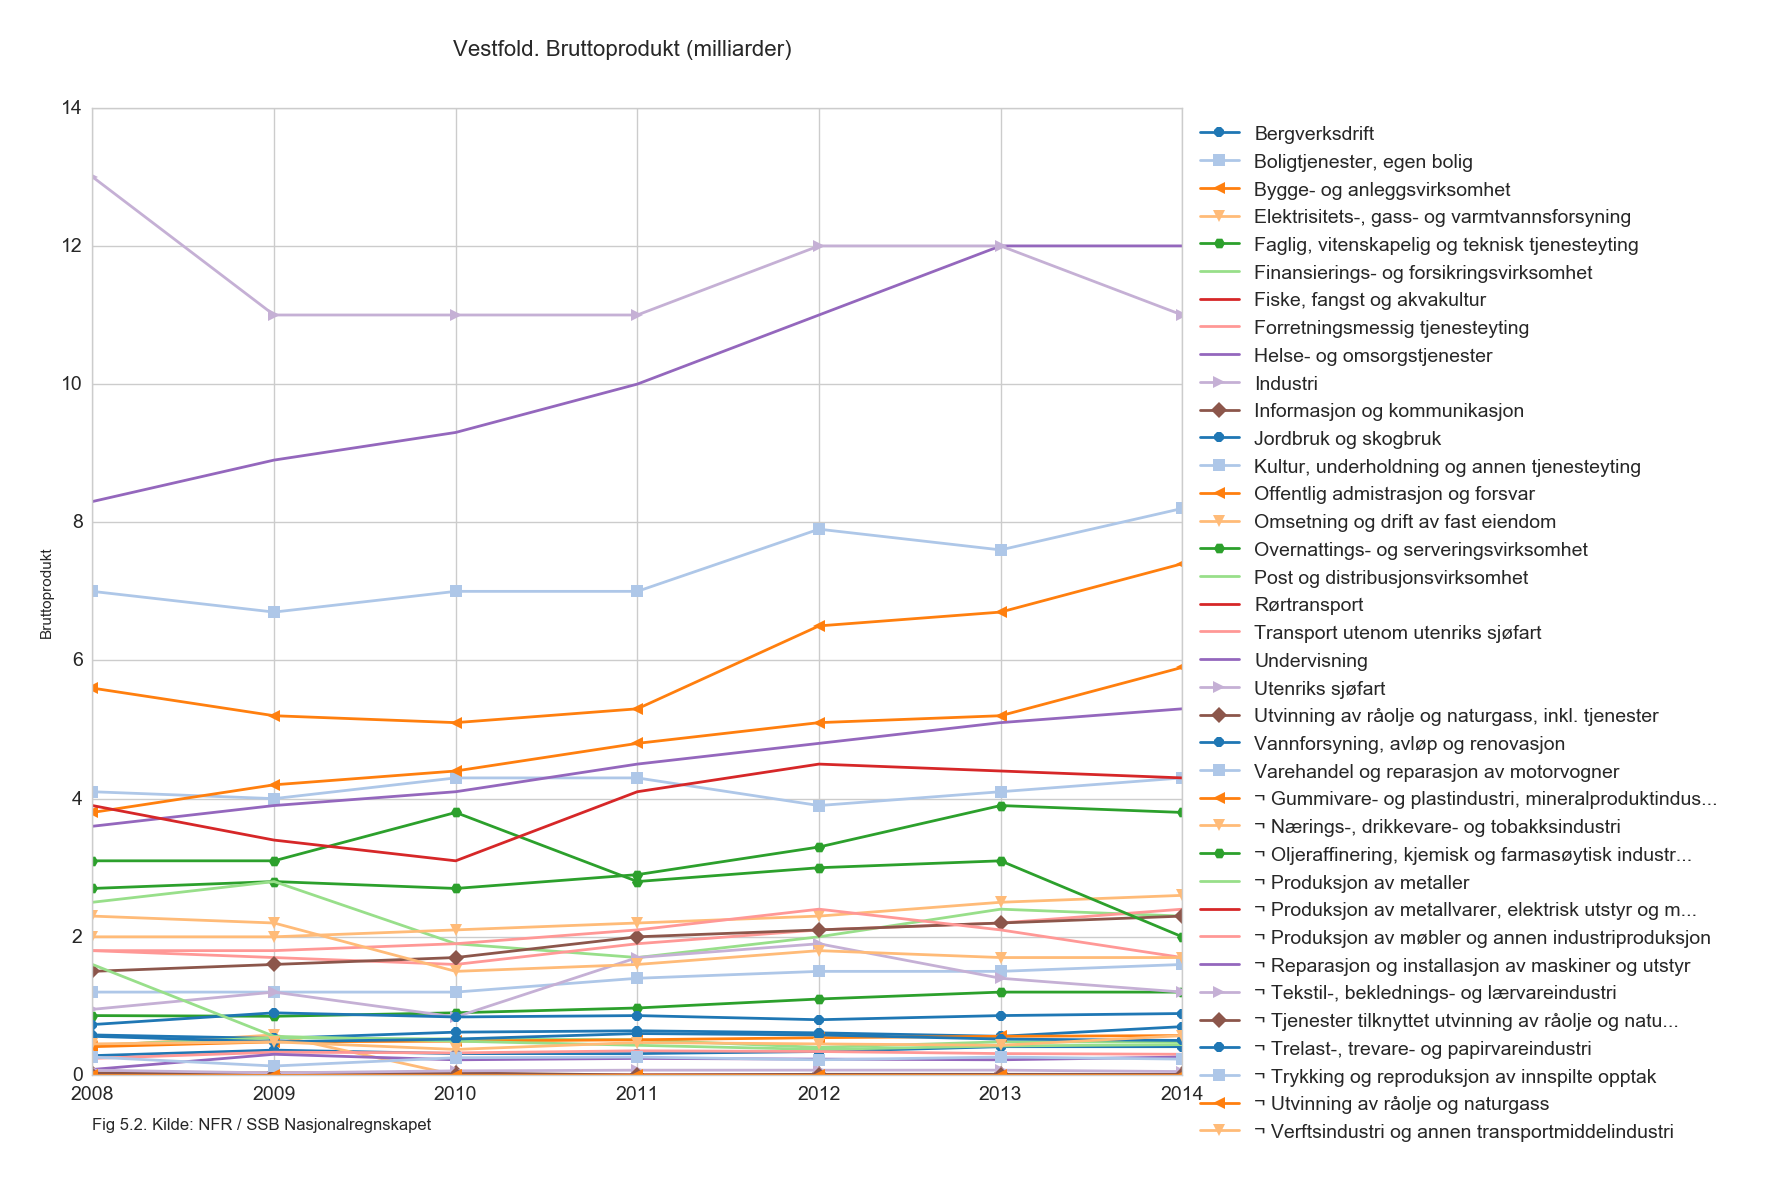 Vestfold. Bruttoprodukt (milliarder)
14
12
10
8
6
4
2
0
Bruttoprodukt
2008 2009 2010 2011 2012 2013 2014
Fig 5.2. Kilde: NFR / SSB Nasjonalregnskapet
Bergverksdrift
Boligtjenester, egen bolig
Bygge- og anleggsvirksomhet
Elektrisitets-, gass- og varmtvannsforsyning
Faglig, vitenskapelig og teknisk tjenesteyting
Finansierings- og forsikringsvirksomhet
Fiske, fangst og akvakultur
Forretningsmessig tjenesteyting
Helse- og omsorgstjenester
Industri
Informasjon og kommunikasjon
Jordbruk og skogbruk
Kultur, underholdning og annen tjenesteyting
Offentlig admistrasjon og forsvar
Omsetning og drift av fast eiendom
Overnattings- og serveringsvirksomhet
Post og distribusjonsvirksomhet
Rørtransport
Transport utenom utenriks sjøfart
Undervisning
Utenriks sjøfart
Utvinning av råolje og naturgass, inkl. tjenester
Vannforsyning, avløp og renovasjon
Varehandel og reparasjon av motorvogner
¬ Gummivare- og plastindustri, mineralproduktindus...
¬ Nærings-, drikkevare- og tobakksindustri
¬ Oljeraffinering, kjemisk og farmasøytisk industr...
¬ Produksjon av metaller
¬ Produksjon av metallvarer, elektrisk utstyr og m...
¬ Produksjon av møbler og annen industriproduksjon
¬ Reparasjon og installasjon av maskiner og utstyr
¬ Tekstil-, beklednings- og lærvareindustri
¬ Tjenester tilknyttet utvinning av råolje og natu...
¬ Trelast-, trevare- og papirvareindustri
¬ Trykking og reproduksjon av innspilte opptak
¬ Utvinning av råolje og naturgass
¬ Verftsindustri og annen transportmiddelindustri